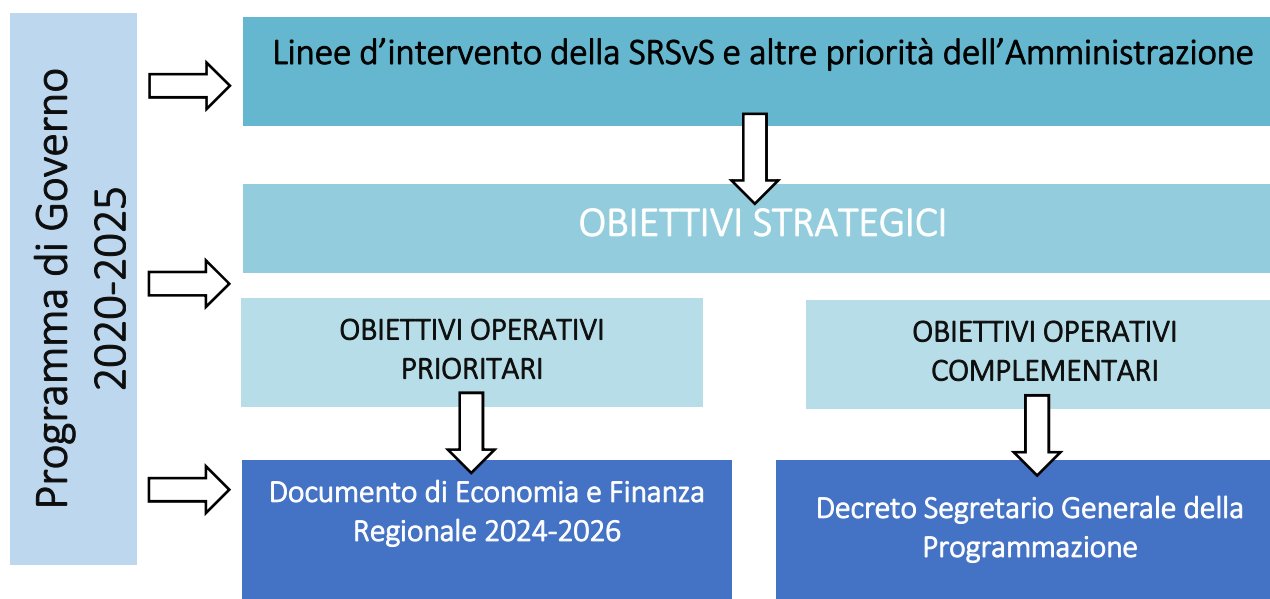 Programma di Governo
2020-2025
Linee d’intervento della SRSvS e altre priorità dell’Amministrazione
OBIETTIVI STRATEGICI
OBIETTIVI OPERATIVI
PRIORITARI
OBIETTIVI OPERATIVI
COMPLEMENTARI
Documento di Economia e Finanza
Regionale 2024-2026
Decreto Segretario Generale della
Programmazione